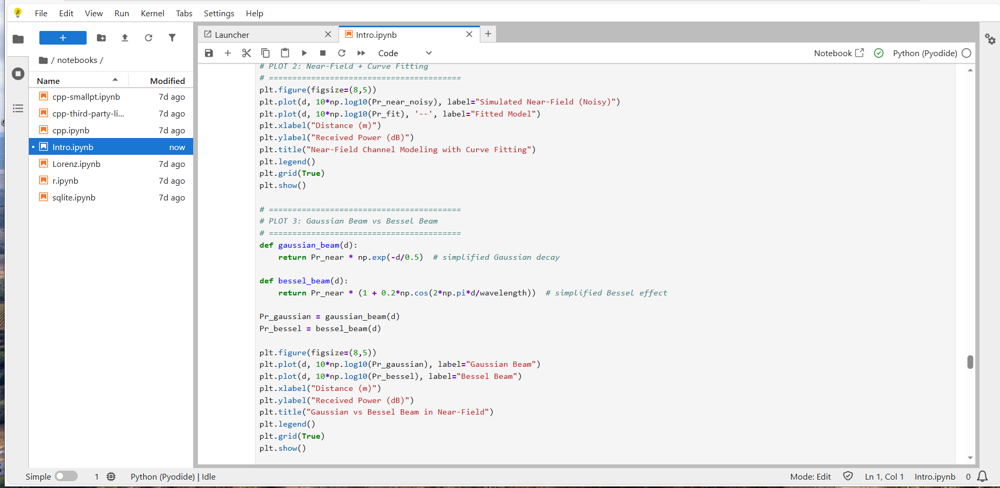 File Edit View Run Kernel Tabs Settings Help
+
/ notebooks /
Name Modified
cpp-smallpt.ipynb 7d ago
cpp-third-party-li... 7d ago
cpp.ipynb 7d ago
• Intro.ipynb now
Lorenz.ipynb 7d ago
r.ipynb 7d ago
sqlite.ipynb 7d ago
Launcher
Intro.ipynb
Code
Notebook
Python (Pyodide)
# PLOT 2: Near-Field + Curve Fitting
# =========================================
plt.figure(figsize=(8,5))
plt.plot(d, 10*np.log10(Pr_near_noisy), label="Simulated Near-Field (Noisy)")
plt.plot(d, 10*np.log10(Pr_fit), '--', label="Fitted Model")
plt.xlabel("Distance (m)")
plt.ylabel("Received Power (dB)")
plt.title("Near-Field Channel Modeling with Curve Fitting")
plt.legend()
plt.grid(True)
plt.show()
# =========================================
# PLOT 3: Gaussian Beam vs Bessel Beam
# =========================================
def gaussian_beam(d):
    return Pr_near * np.exp(-d/0.5)  # simplified Gaussian decay
def bessel_beam(d):
    return Pr_near * (1 + 0.2*np.cos(2*np.pi*d/wavelength))  # simplified Bessel effect
Pr_gaussian = gaussian_beam(d)
Pr_bessel = bessel_beam(d)
plt.figure(figsize=(8,5))
plt.plot(d, 10*np.log10(Pr_gaussian), label="Gaussian Beam")
plt.plot(d, 10*np.log10(Pr_bessel), label="Bessel Beam")
plt.xlabel("Distance (m)")
plt.ylabel("Received Power (dB)")
plt.title("Gaussian vs Bessel Beam in Near-Field")
plt.legend()
plt.grid(True)
plt.show()
Simple 1 Python (Pyodide) | Idle Mode: Edit Ln 1, Col 1 Intro.ipynb 0